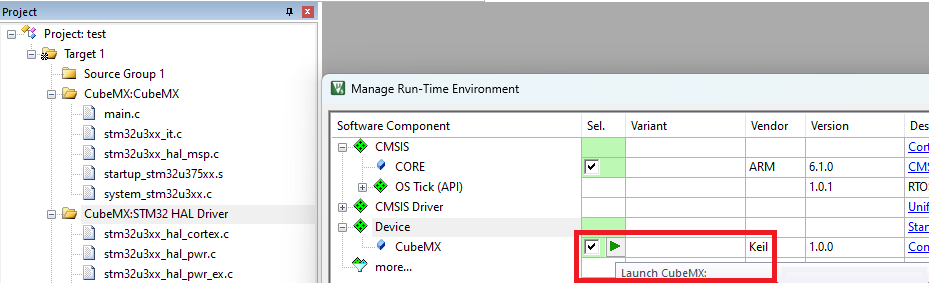 Project
Project: test
Target 1
Source Group 1
CubeMX:CubeMX
main.c
stm32u3xx_it.c
stm32u3xx_hal_msp.c
startup_stm32u375xx.s
system_stm32u3xx.c
CubeMX:STM32 HAL Driver
stm32u3xx_hal_cortex.c
stm32u3xx_hal_pwr.c
stm32u3xx_hal_pwr_ex.c
Manage Run-Time Environment
Software Component Sel. Variant Vendor Version Des
CMSIS Cort
CORE ARM 6.1.0 CMS
OS Tick (API) 1.0.1 RTO
CMSIS Driver Unif
Device Star
CubeMX Keil 1.0.0 Con
more...
Launch CubeMX: